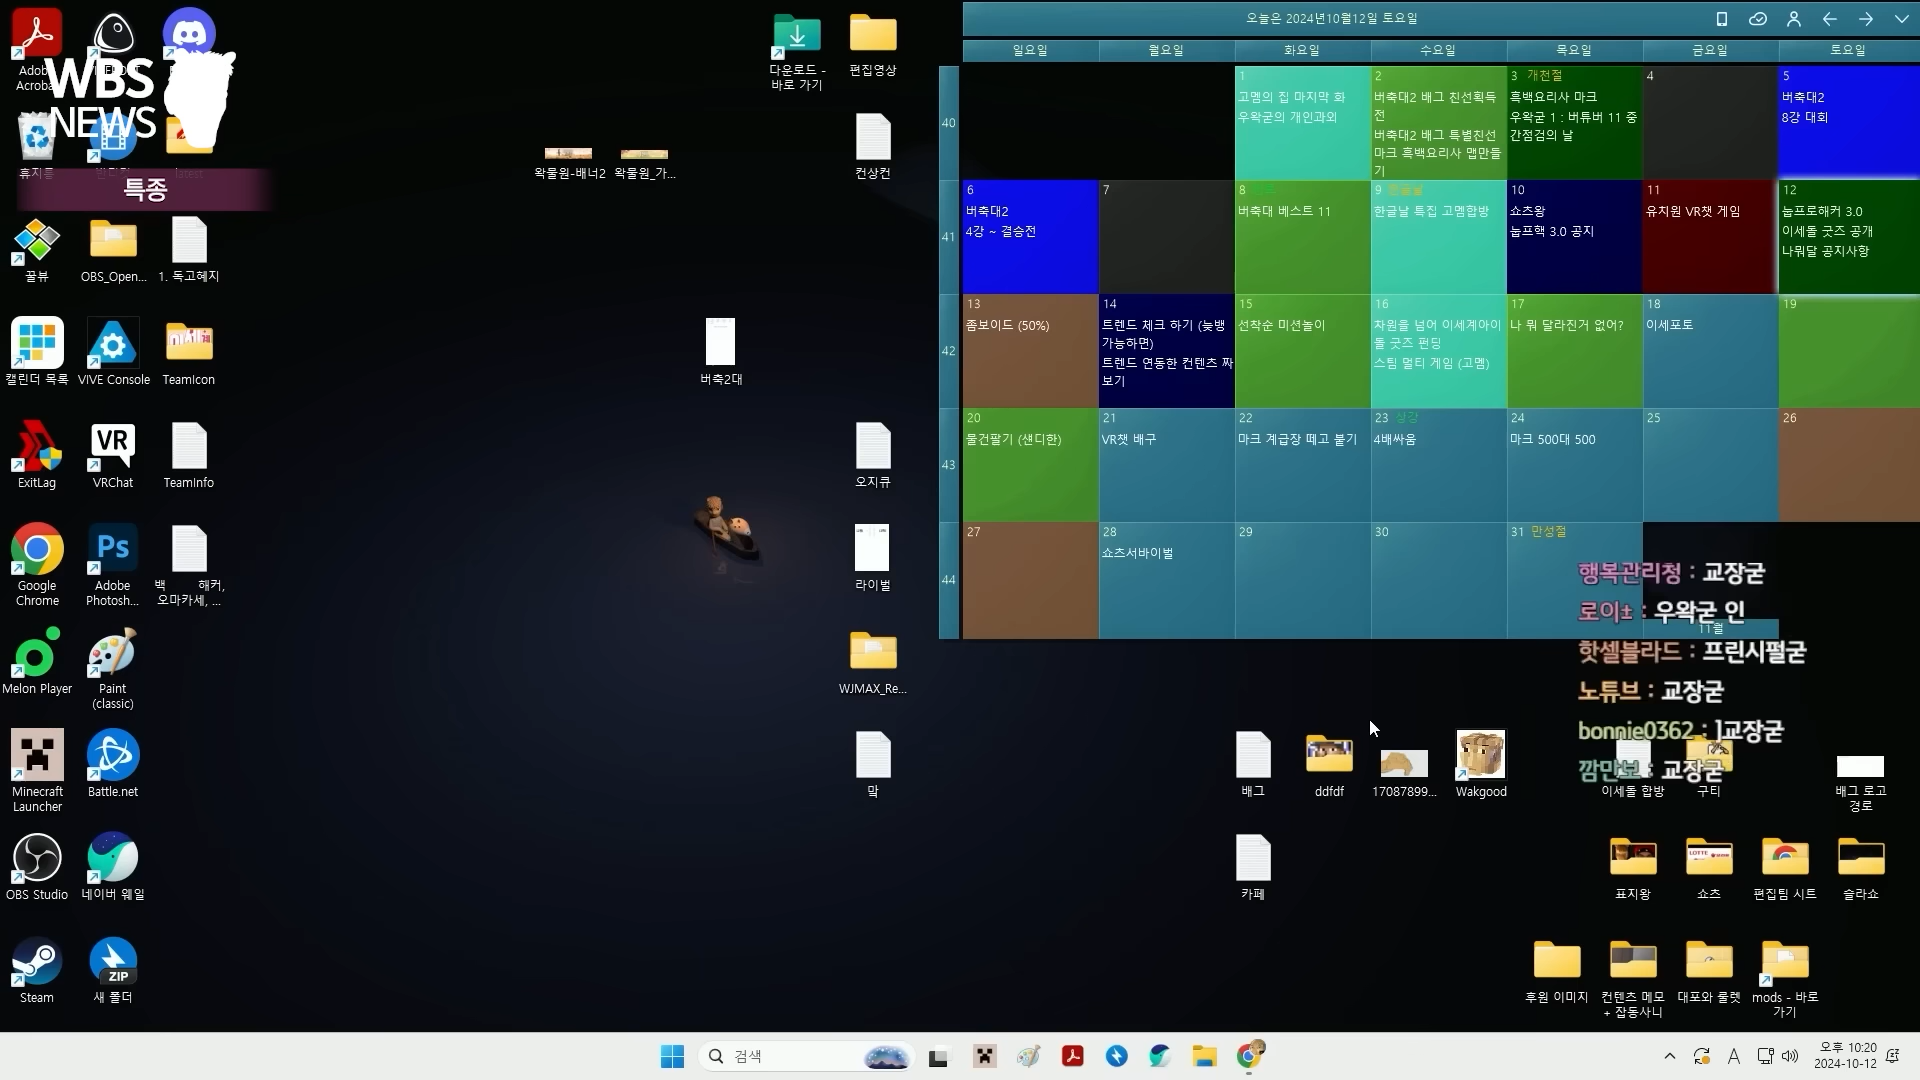 Acrobat
WBS
NEWS
특종
휴지통
꿀뷰
OBS_Open...
1. 독고혜지
캘린더 목록
VIVE Console
TeamIcon
ExitLag
VR
VRChat
TeamInfo
Google
Chrome
Ps
Adobe
Photosh...
백 해커,
오마카세, ...
Melon Player
Paint
(classic)
Minecraft
Launcher
Battle.net
OBS Studio
네이버 웨일
Steam
ZIP
새 폴더
다운로드 -
바로 가기
편집영상
왁물원-배너2
왁물원_가...
컨상컨
버축2대
오지큐
라이벌
WJMAX_Re...
맠
오늘은 2024년10월12일 토요일
일요일 월요일 화요일 수요일 목요일 금요일 토요일
40
1
고멤의 집 마지막 화
우왁굳의 개인과외
2
버축대2 배그 친선획득
전
버축대2 배그 특별친선
마크 흑백요리사 맵만들
기
3 개천절
흑백요리사 마크
우왁굳 1 : 버튜버 11 중
간점검의 날
4
5
버축대2
8강 대회
41
6
버축대2
4강 ~ 결승전
7
8
버축대 베스트 11
9 한글날
한글날 특집 고멤합방
10
쇼츠왕
눕프핵 3.0 공지
11
유치원 VR챗 게임
12
눕프로해커 3.0
이세돌 굿즈 공개
나뭐달 공지사항
42
13
좀보이드 (50%)
14
트렌드 체크 하기 (늦뱅
가능하면)
트렌드 연동한 컨텐츠 짜
보기
15
선착순 미션놀이
16
차원을 넘어 이세계아이
돌 굿즈 펀딩
스팀 멀티 게임 (고멤)
17
나 뭐 달라진거 없어?
18
이세포토
19
43
20
물건팔기 (샌디한)
21
VR챗 배구
22
마크 계급장 떼고 붙기
23 상강
4배싸움
24
마크 500대 500
25
26
44
27
28
쇼츠서바이벌
29
30
31 만성절
11월
행복관리청 : 교장굳
로이± : 우왁굳 인
핫셀블라드 : 프린시펄굳
노튜브 : 교장굳
bonnie0362 : ]교장굳
깜만보 : 교장굳
배그
ddfdf
17087899...
Wakgood
이세돌 합방
구티
배그 로고
경로
카페
표지왕
쇼츠
편집팀 시트
슬라쇼
후원 이미지
컨텐츠 메모
+ 잡동사니
대포와 룰렛
mods - 바로
가기
검색
A
오후 10:20
2024-10-12